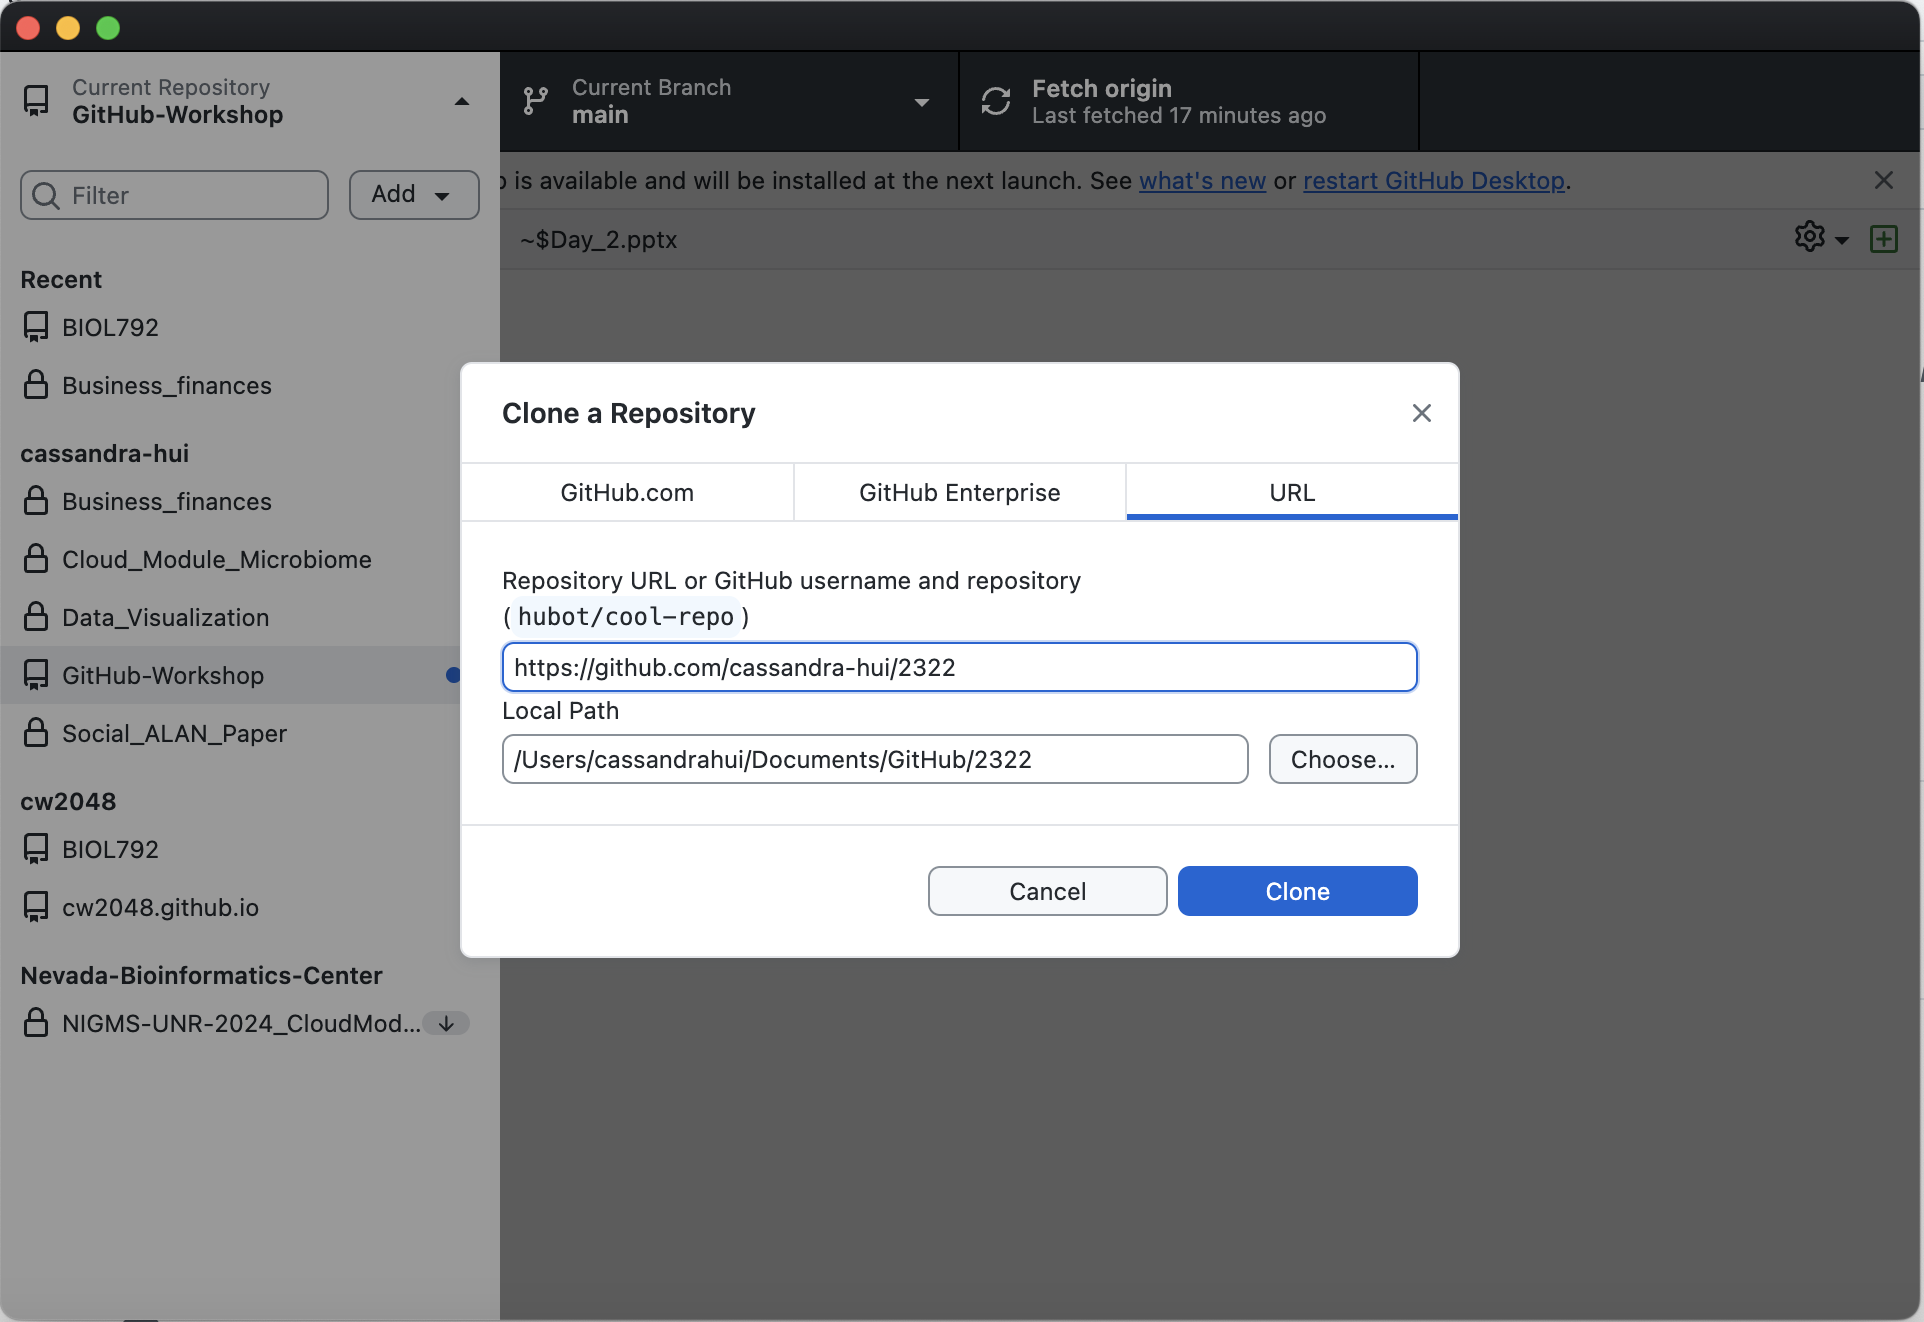 Current Repository
GitHub-Workshop
Current Branch
main
Fetch origin
Last fetched 17 minutes ago
Filter
Add
is available and will be installed at the next launch. See what's new or restart GitHub Desktop.
~$Day_2.pptx
Recent
BIOL792
Business_finances
cassandra-hui
Business_finances
Cloud_Module_Microbiome
Data_Visualization
GitHub-Workshop
Social_ALAN_Paper
cw2048
BIOL792
cw2048.github.io
Nevada-Bioinformatics-Center
NIGMS-UNR-2024_CloudMod...
Clone a Repository
GitHub.com
GitHub Enterprise
URL
Repository URL or GitHub username and repository
(hubot/cool-repo)
https://github.com/cassandra-hui/2322
Local Path
/Users/cassandrahui/Documents/GitHub/2322
Choose...
Cancel
Clone